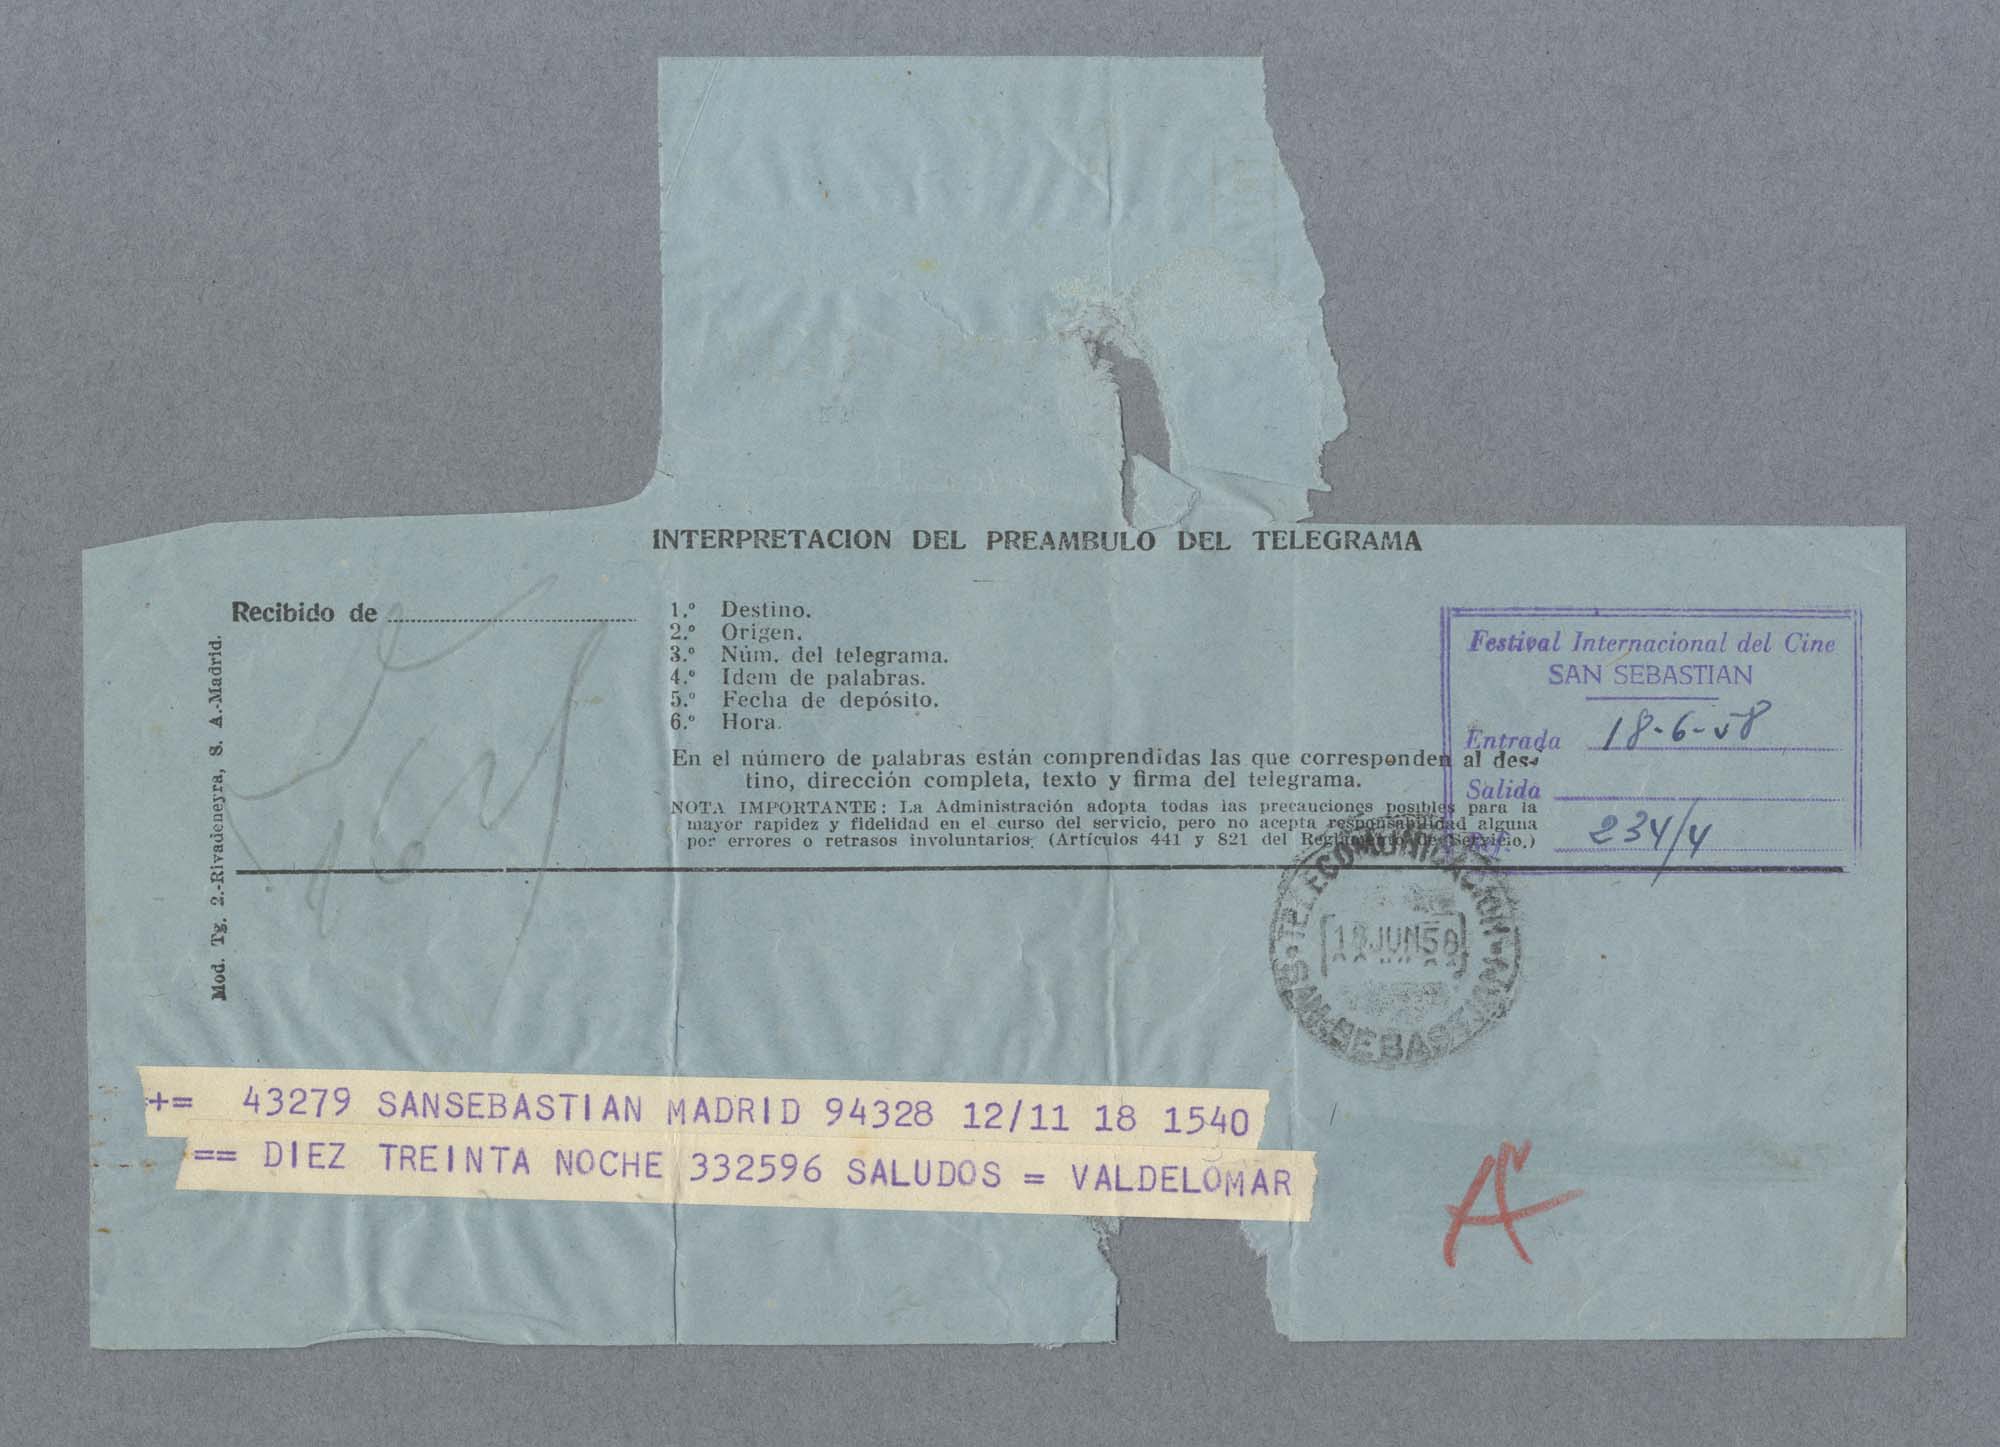 INTERPRETACION DEL PREAMBULO DEL TELEGRAMA
Recibido de
1.º Destino.
2.º Origen.
3.º Núm. del telegrama.
4.º Idem de palabras.
5.º Fecha de depósito.
6.º Hora.
En el número de palabras están comprendidas las que corresponden al des-
tino, dirección completa, texto y firma del telegrama.
NOTA IMPORTANTE: La Administración adopta todas las precauciones posibles para la
mayor rapidez y fidelidad en el curso del servicio, pero no acepta responsabilidad alguna
por errores o retrasos involuntarios. (Artículos 441 y 821 del Reglamento de Servicio.)
Mod. Tg. 2.-Rivadeneyra, S. A.-Madrid.
Festival Internacional del Cine
SAN SEBASTIAN
Entrada 18-6-58
Salida
234/4
TELECOMUNICACION
18 JUN 58
SAN SEBASTIAN
+= 43279 SANSEBASTIAN MADRID 94328 12/11 18 1540
== DIEZ TREINTA NOCHE 332596 SALUDOS = VALDELOMAR